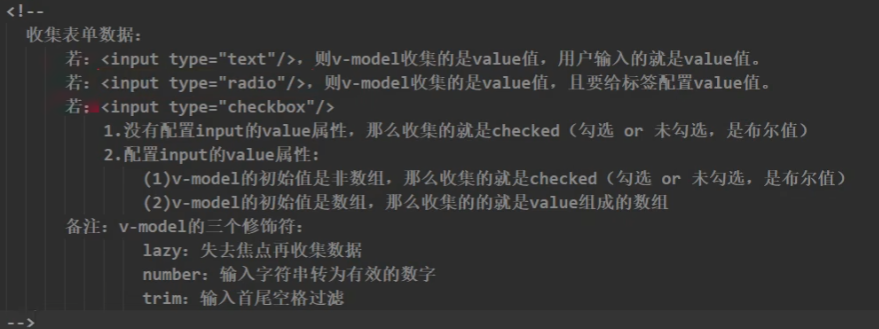 <!--
收集表单数据:
若: <input type="text"/>, 则v-model收集的是value值, 用户输入的就是value值。
若: <input type="radio"/>, 则v-model收集的是value值, 且要给标签配置value值。
若: <input type="checkbox"/>
1.没有配置input的value属性, 那么收集的就是checked（勾选 or 未勾选, 是布尔值）
2.配置input的value属性:
(1)v-model的初始值是非数组, 那么收集的就是checked（勾选 or 未勾选, 是布尔值）
(2)v-model的初始值是数组, 那么收集的的就是value组成的数组
备注: v-model的三个修饰符:
lazy: 失去焦点再收集数据
number: 输入字符串转为有效的数字
trim: 输入首尾空格过滤
-->